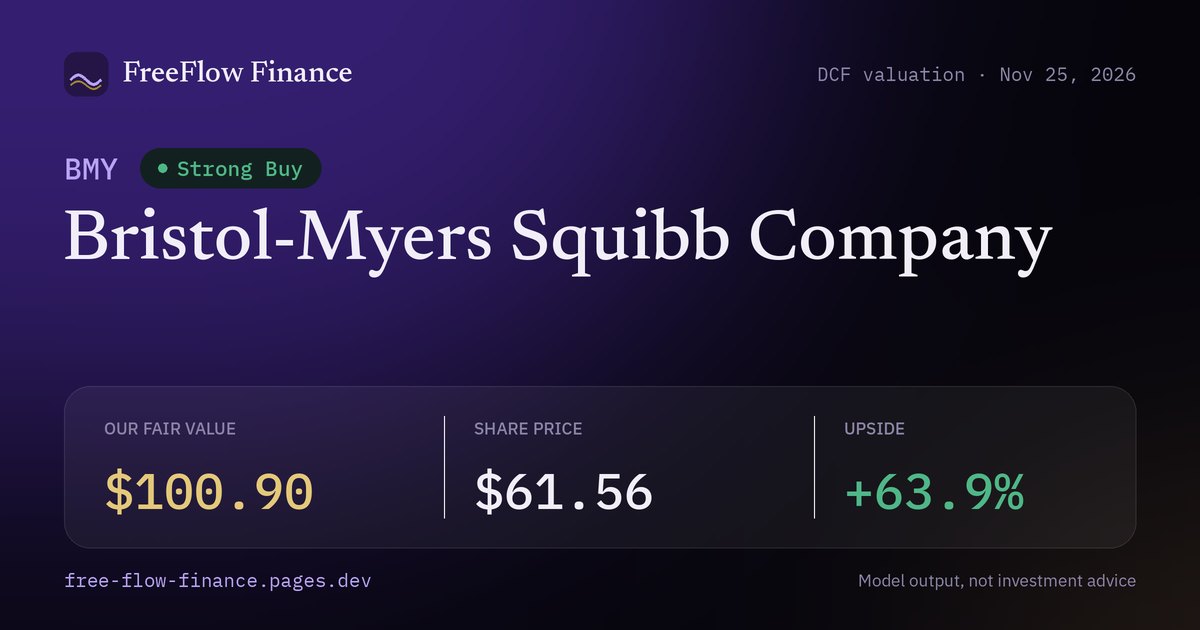 FreeFlow Finance
DCF valuation · Nov 25, 2026
BMY
Strong Buy
Bristol-Myers Squibb Company
OUR FAIR VALUE
$100.90
SHARE PRICE
$61.56
UPSIDE
+63.9%
free-flow-finance.pages.dev
Model output, not investment advice